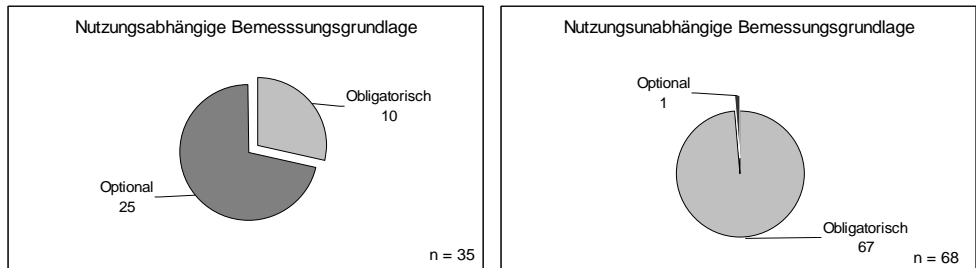 Nutzungsabhängige Bemesssungsgrundlage
Obligatorisch
10
Optional
25
n = 35
Nutzungsunabhängige Bemessungsgrundlage
Optional
1
Obligatorisch
67
n = 68